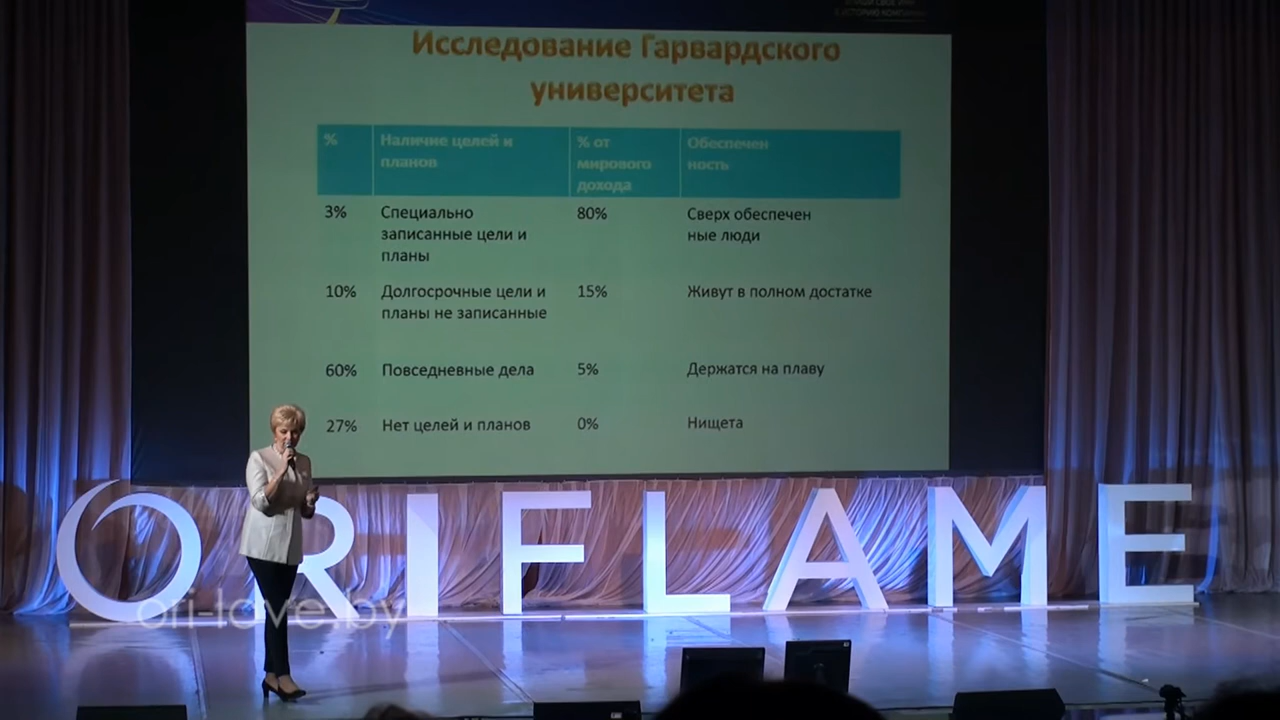 Исследование Гарвардского
университета
%
Наличие целей и
планов
% от
мирового
дохода
Обеспечен
ность
3%
Специально
записанные цели и
планы
80%
Сверх обеспечен
ные люди
10%
Долгосрочные цели и
планы не записанные
15%
Живут в полном достатке
60%
Повседневные дела
5%
Держатся на плаву
27%
Нет целей и планов
0%
Нищета
ORIFLAME
ori-love.by